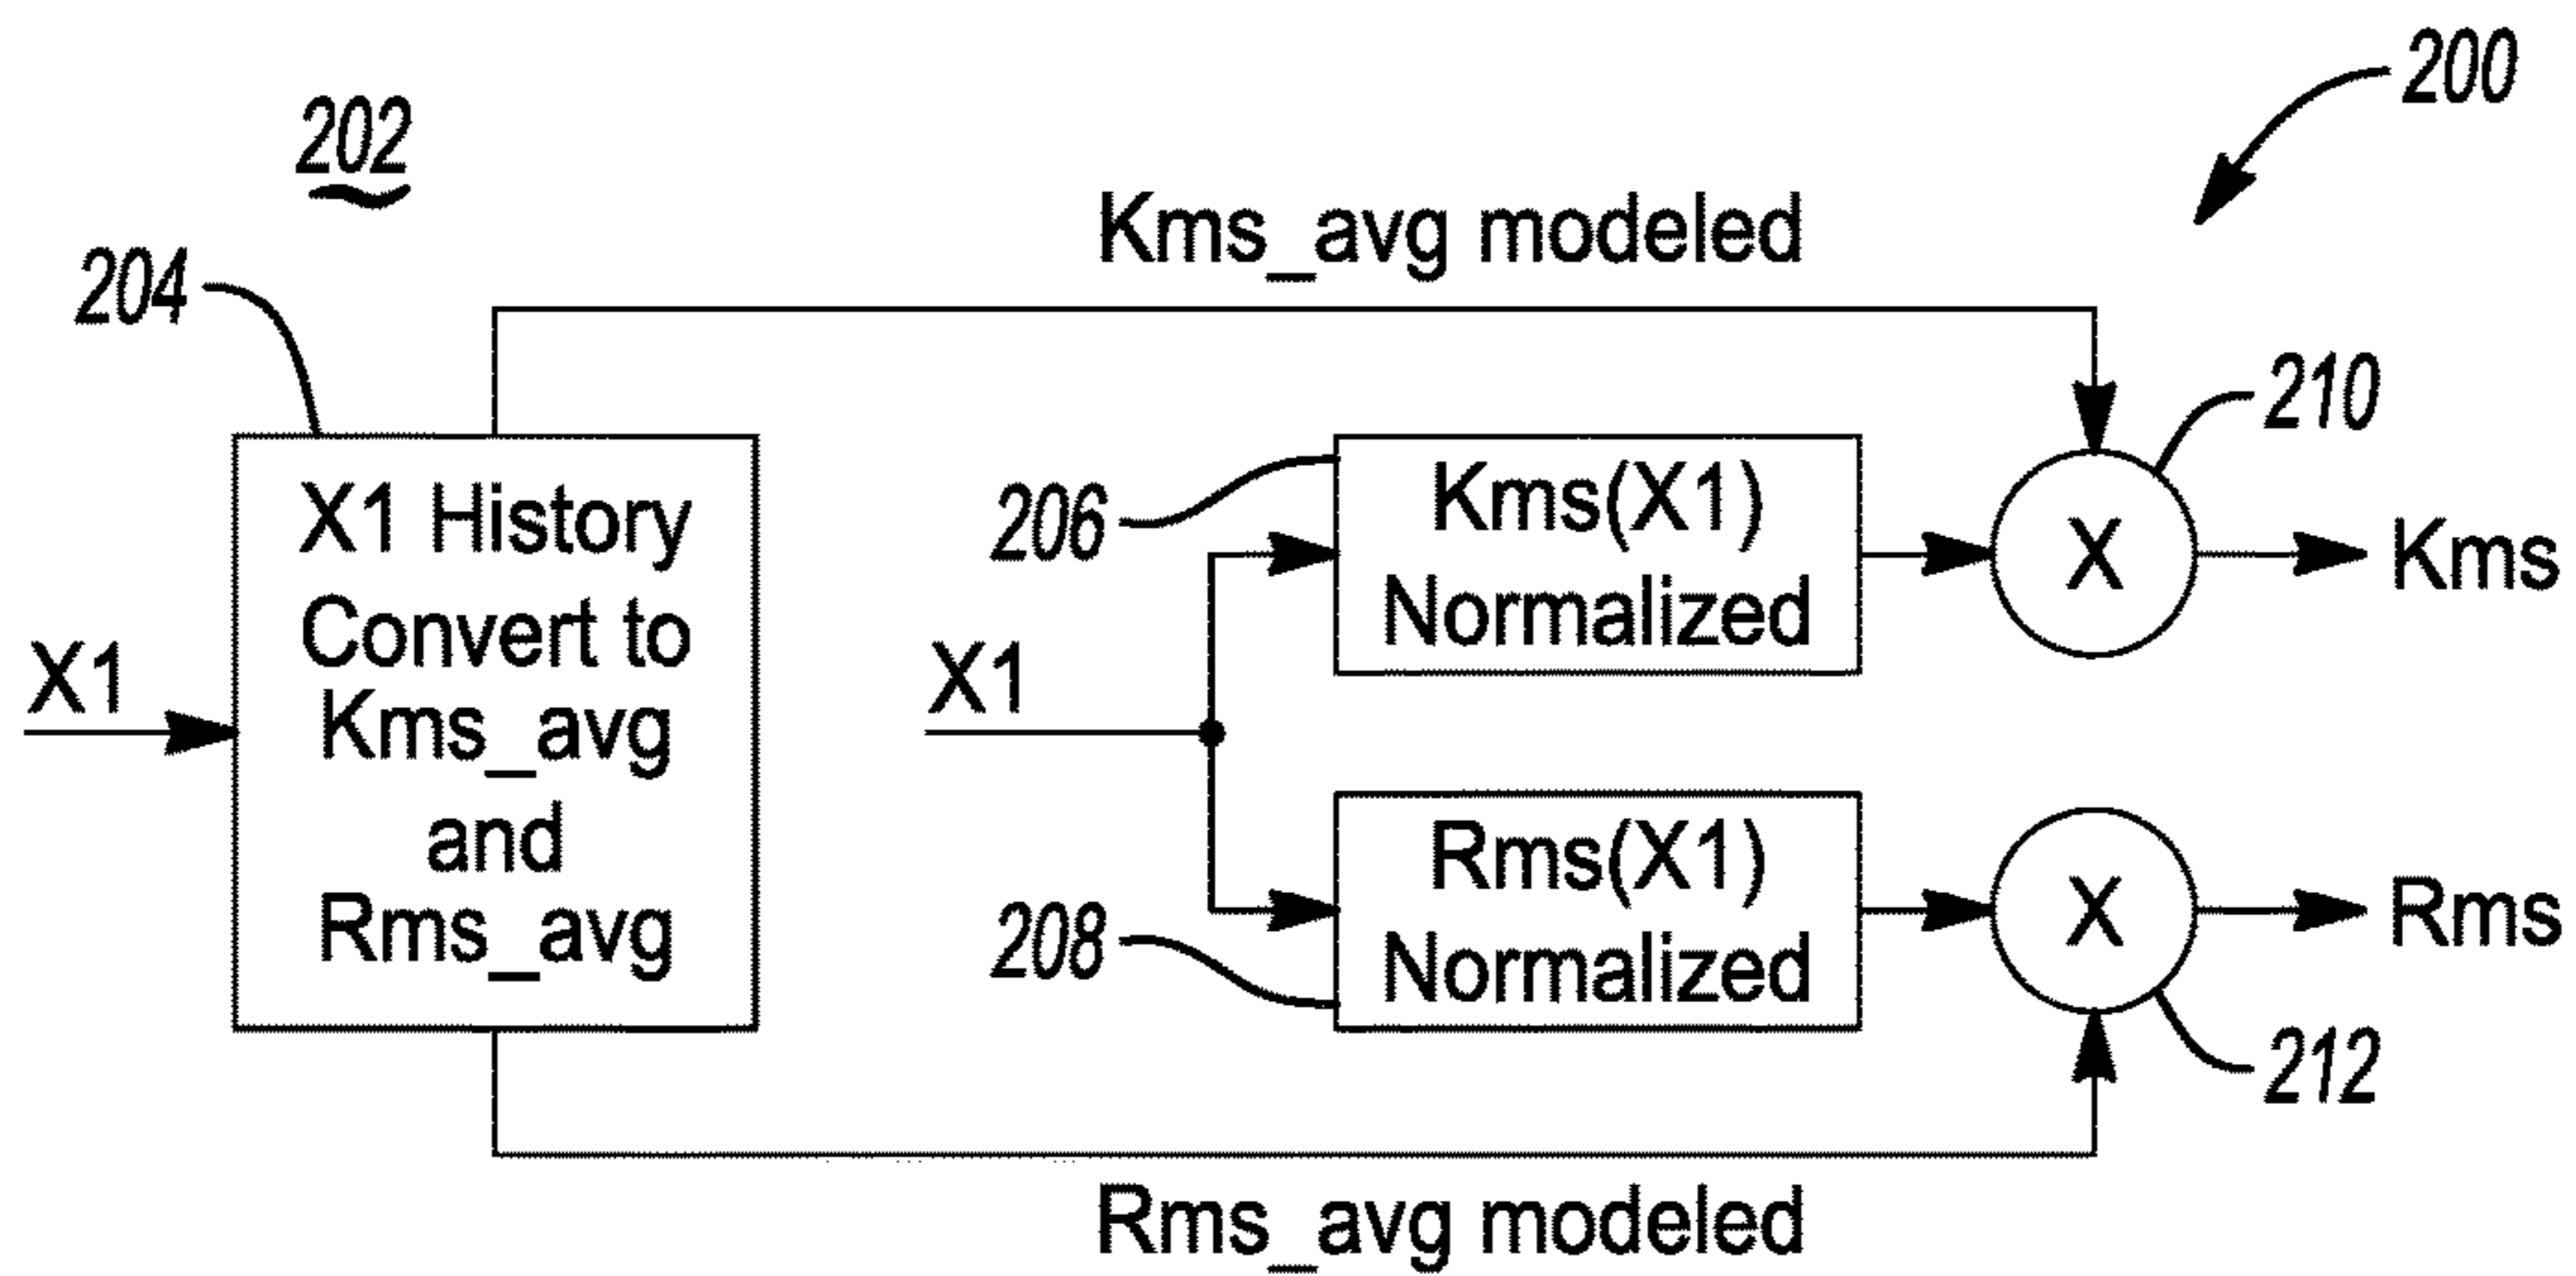 200
202
Kms_avg modeled
204
210
X1 History
Convert to
Kms_avg
and
Rms_avg
X1
206
Kms(X1)
Normalized
X
Kms
X1
208
Rms(X1)
Normalized
X
Rms
212
Rms_avg modeled